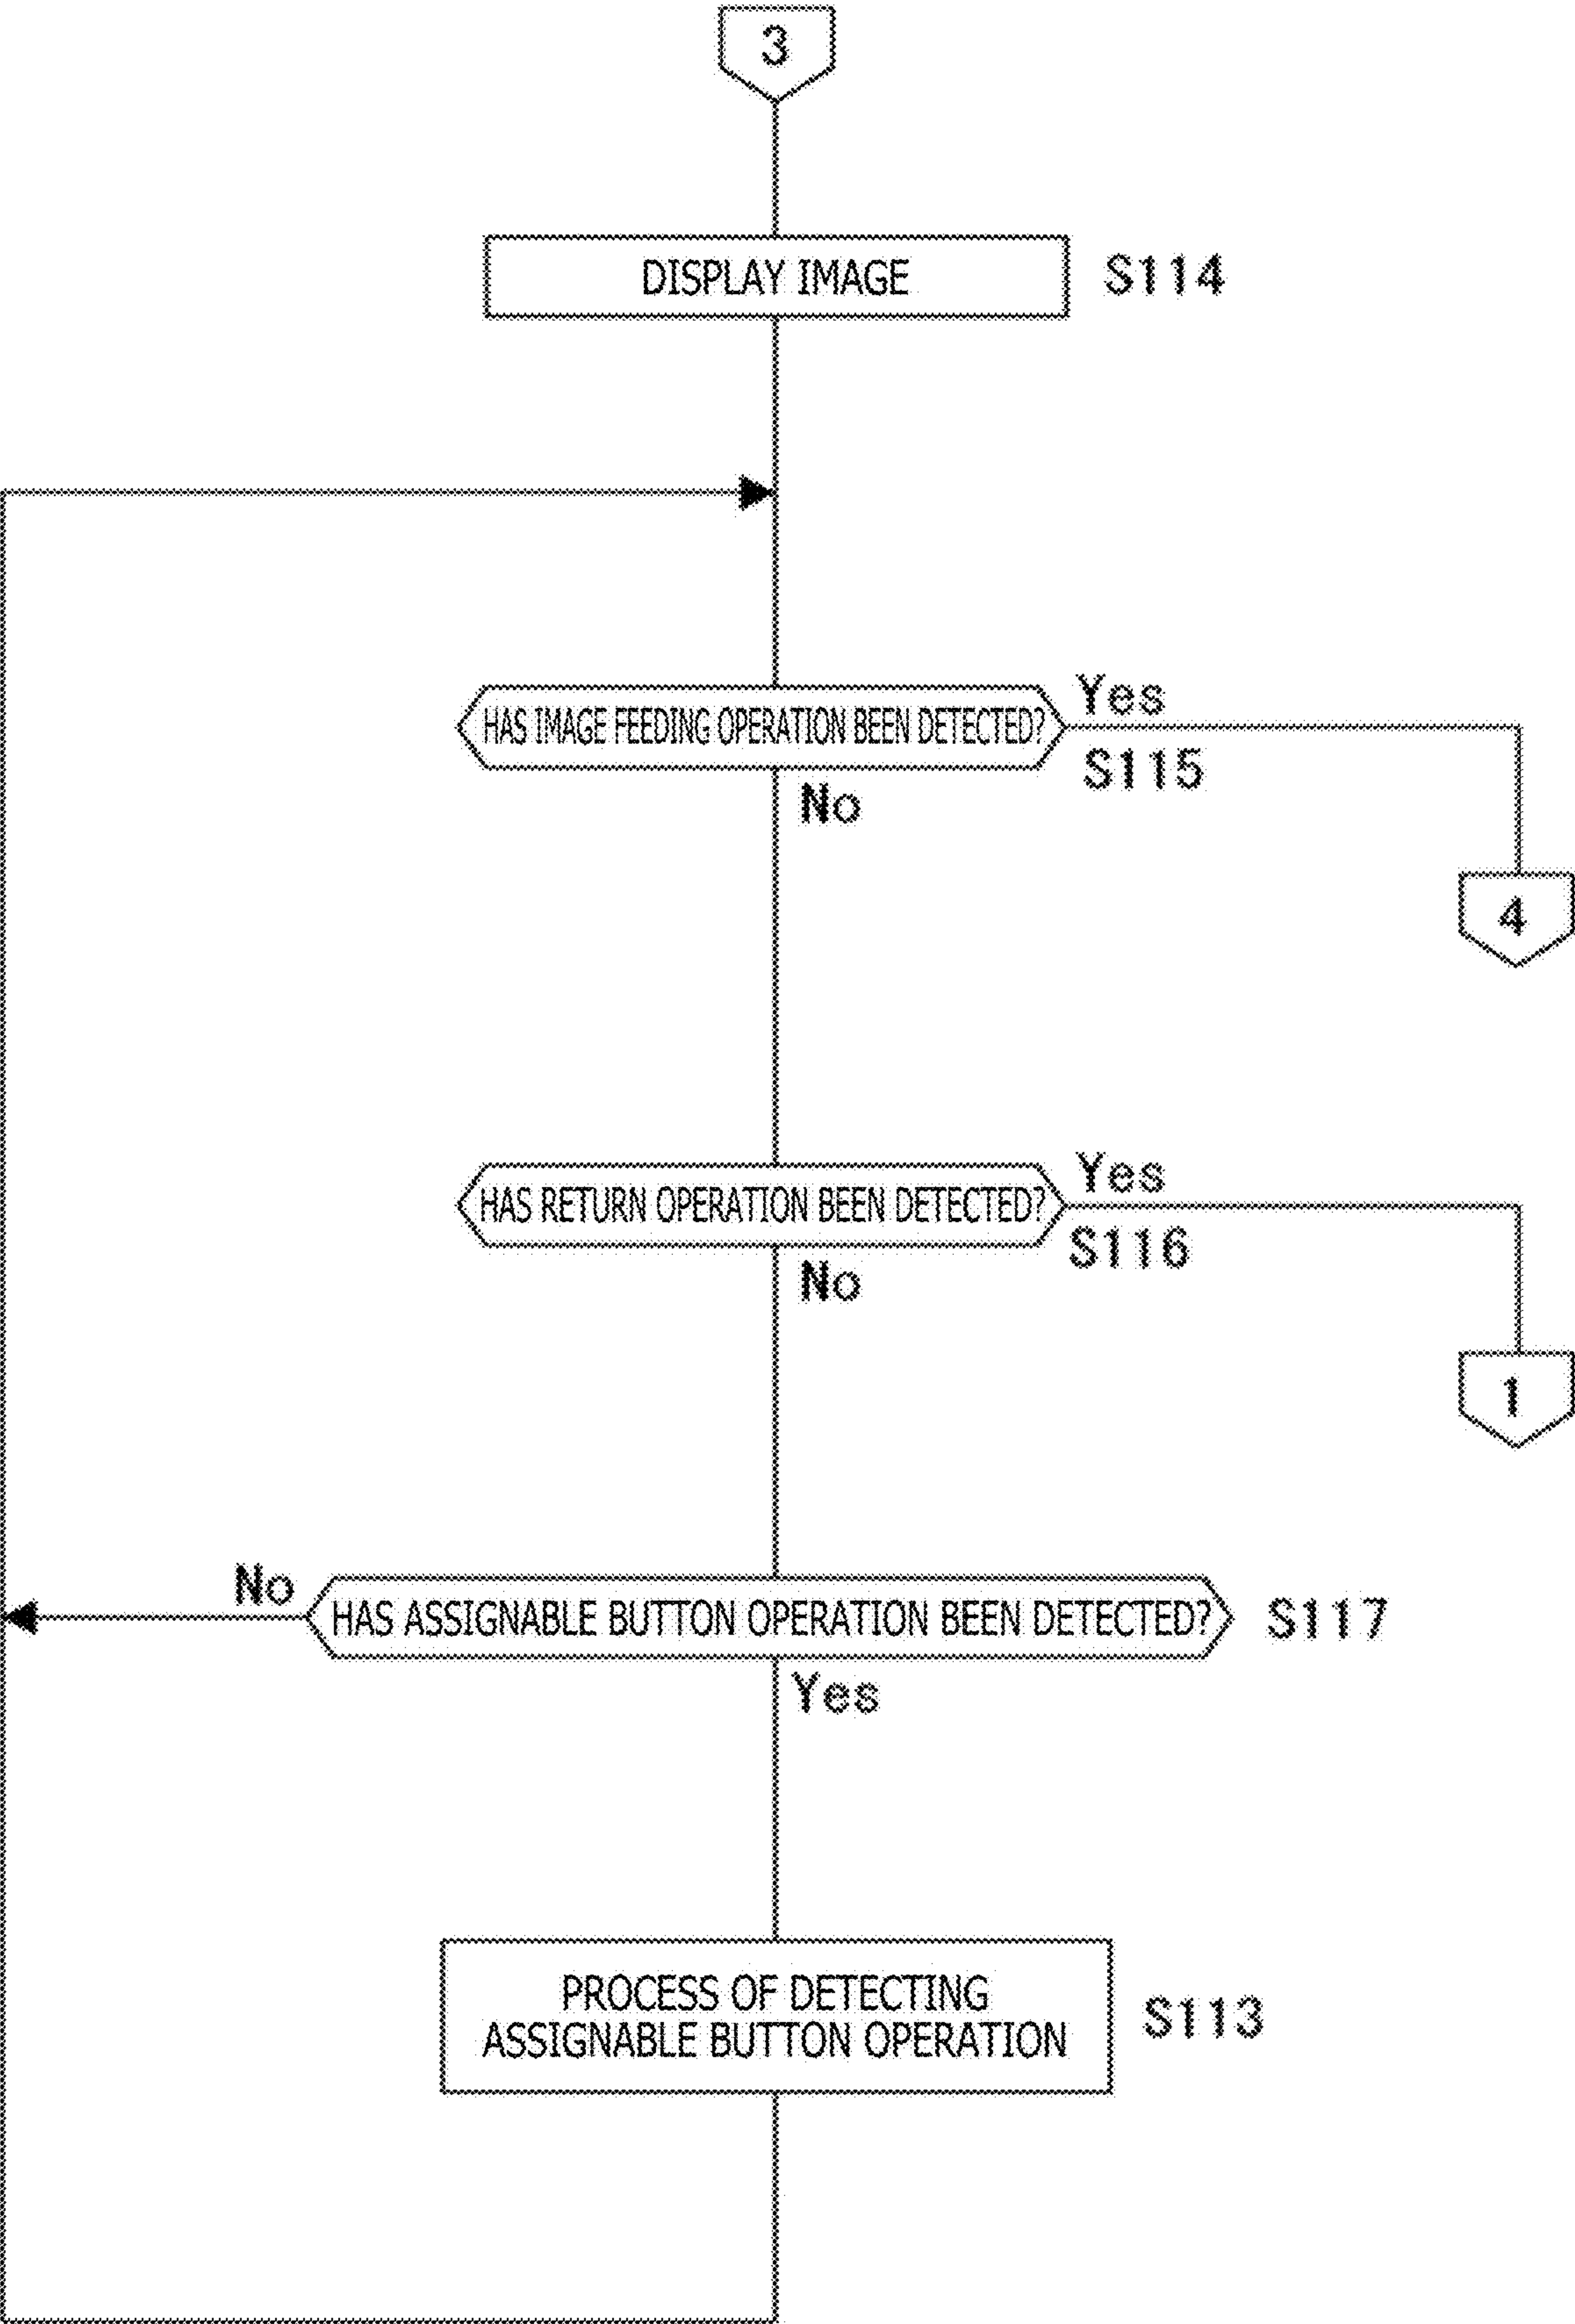 3
DISPLAY IMAGE S114
Yes
HAS IMAGE FEEDING OPERATION BEEN DETECTED?
S115
No
4
Yes
HAS RETURN OPERATION BEEN DETECTED?
S116
No
1
No
HAS ASSIGNABLE BUTTON OPERATION BEEN DETECTED? S117
Yes
PROCESS OF DETECTING
ASSIGNABLE BUTTON OPERATION
S113